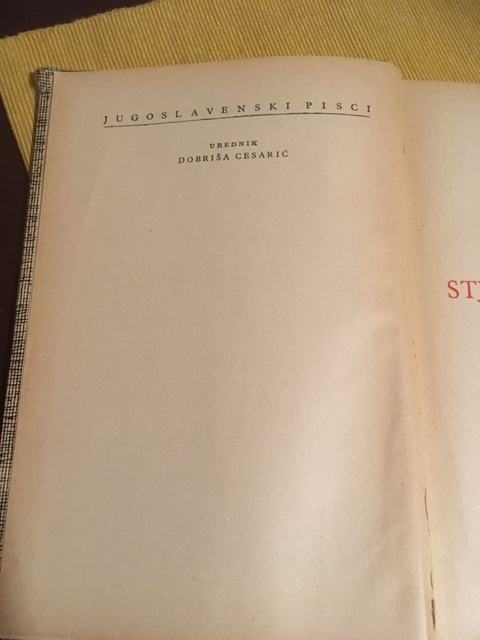 JUGOSLAVENSKI PISCI
UREDNIK
DOBRIŠA CESARIĆ